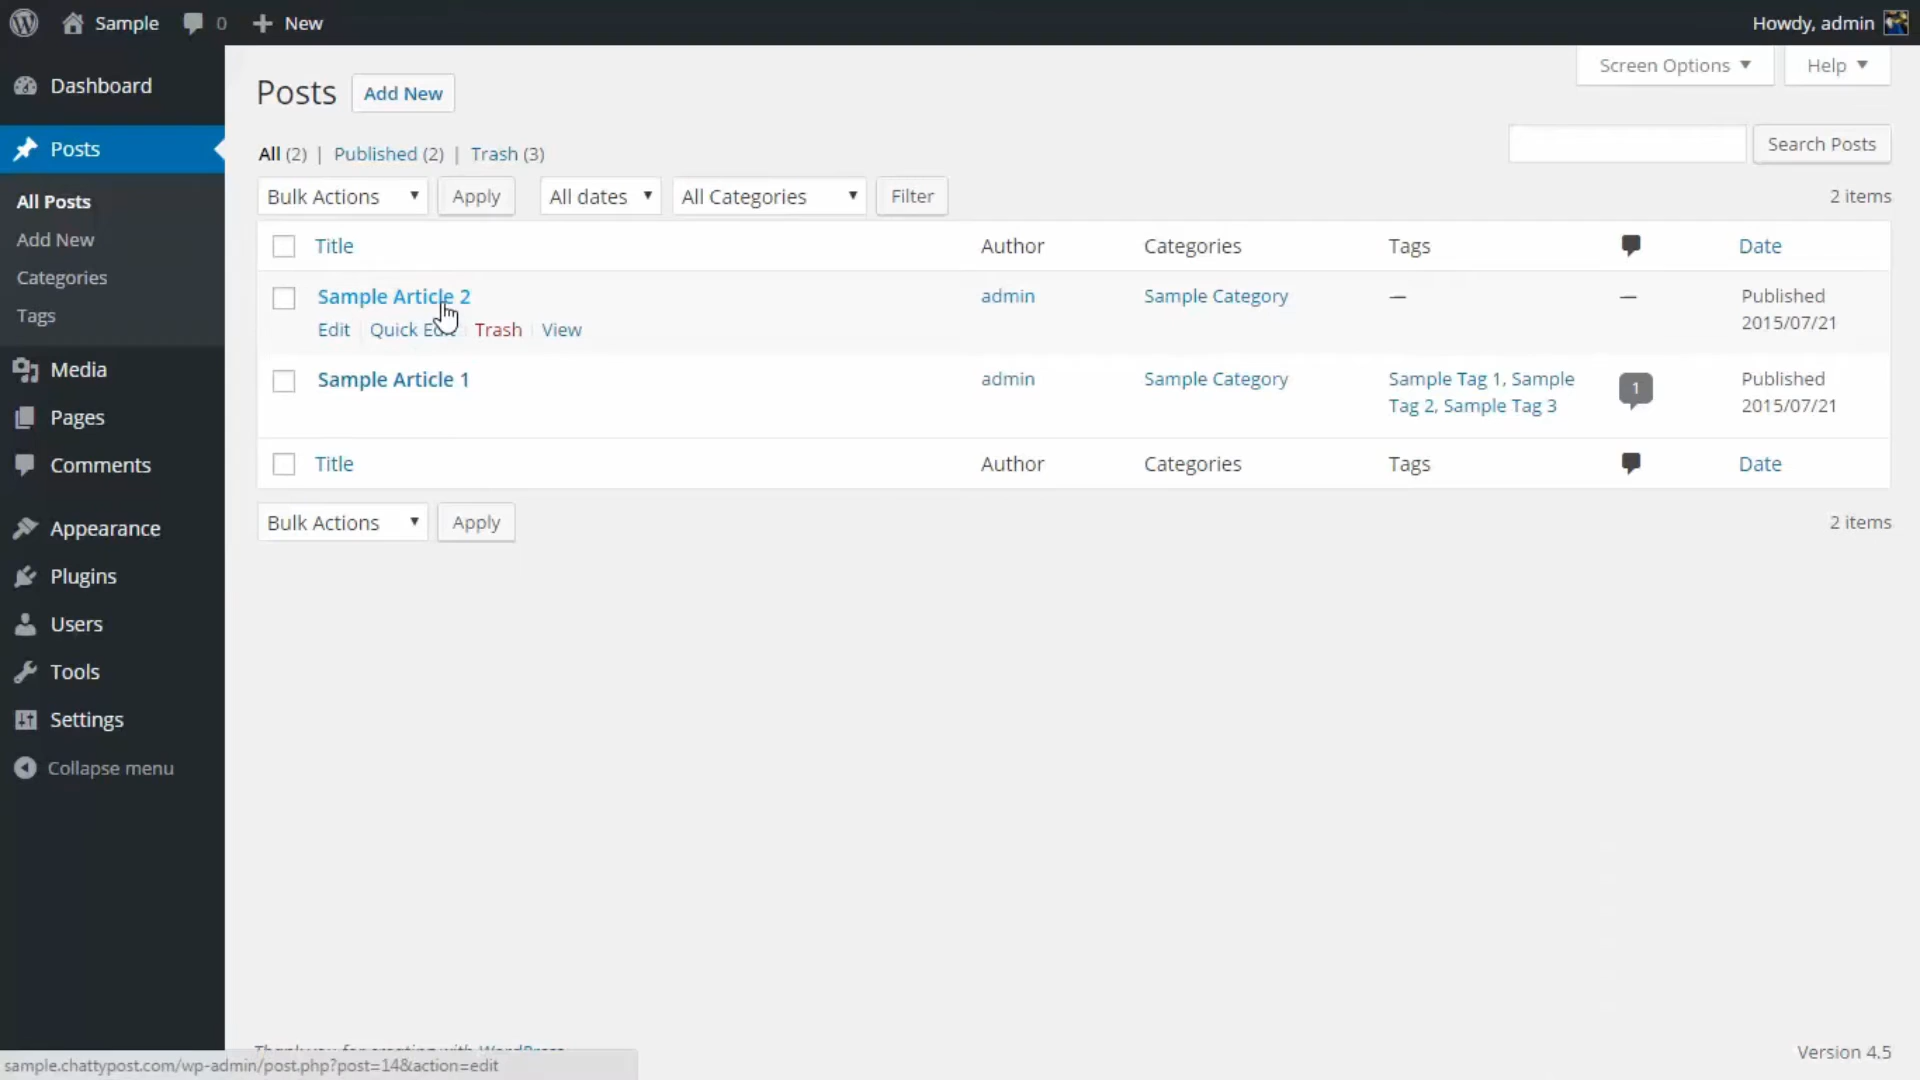 Sample 0 New Howdy, admin
Dashboard
Posts
All Posts
Add New
Categories
Tags
Media
Pages
Comments
Appearance
Plugins
Users
Tools
Settings
Collapse menu
Screen Options Help
Posts Add New
All (2) | Published (2) | Trash (3)
Search Posts
Bulk Actions Apply All dates All Categories Filter 2 items
Title Author Categories Tags Date
Sample Article 2 admin Sample Category — — Published
2015/07/21
Edit | Quick Edit | Trash | View
Sample Article 1 admin Sample Category Sample Tag 1, Sample 1 Published
Tag 2, Sample Tag 3 2015/07/21
Title Author Categories Tags Date
Bulk Actions Apply 2 items
Thank you for creating with WordPress Version 4.5
sample.chattypost.com/wp-admin/post.php?post=14&action=edit